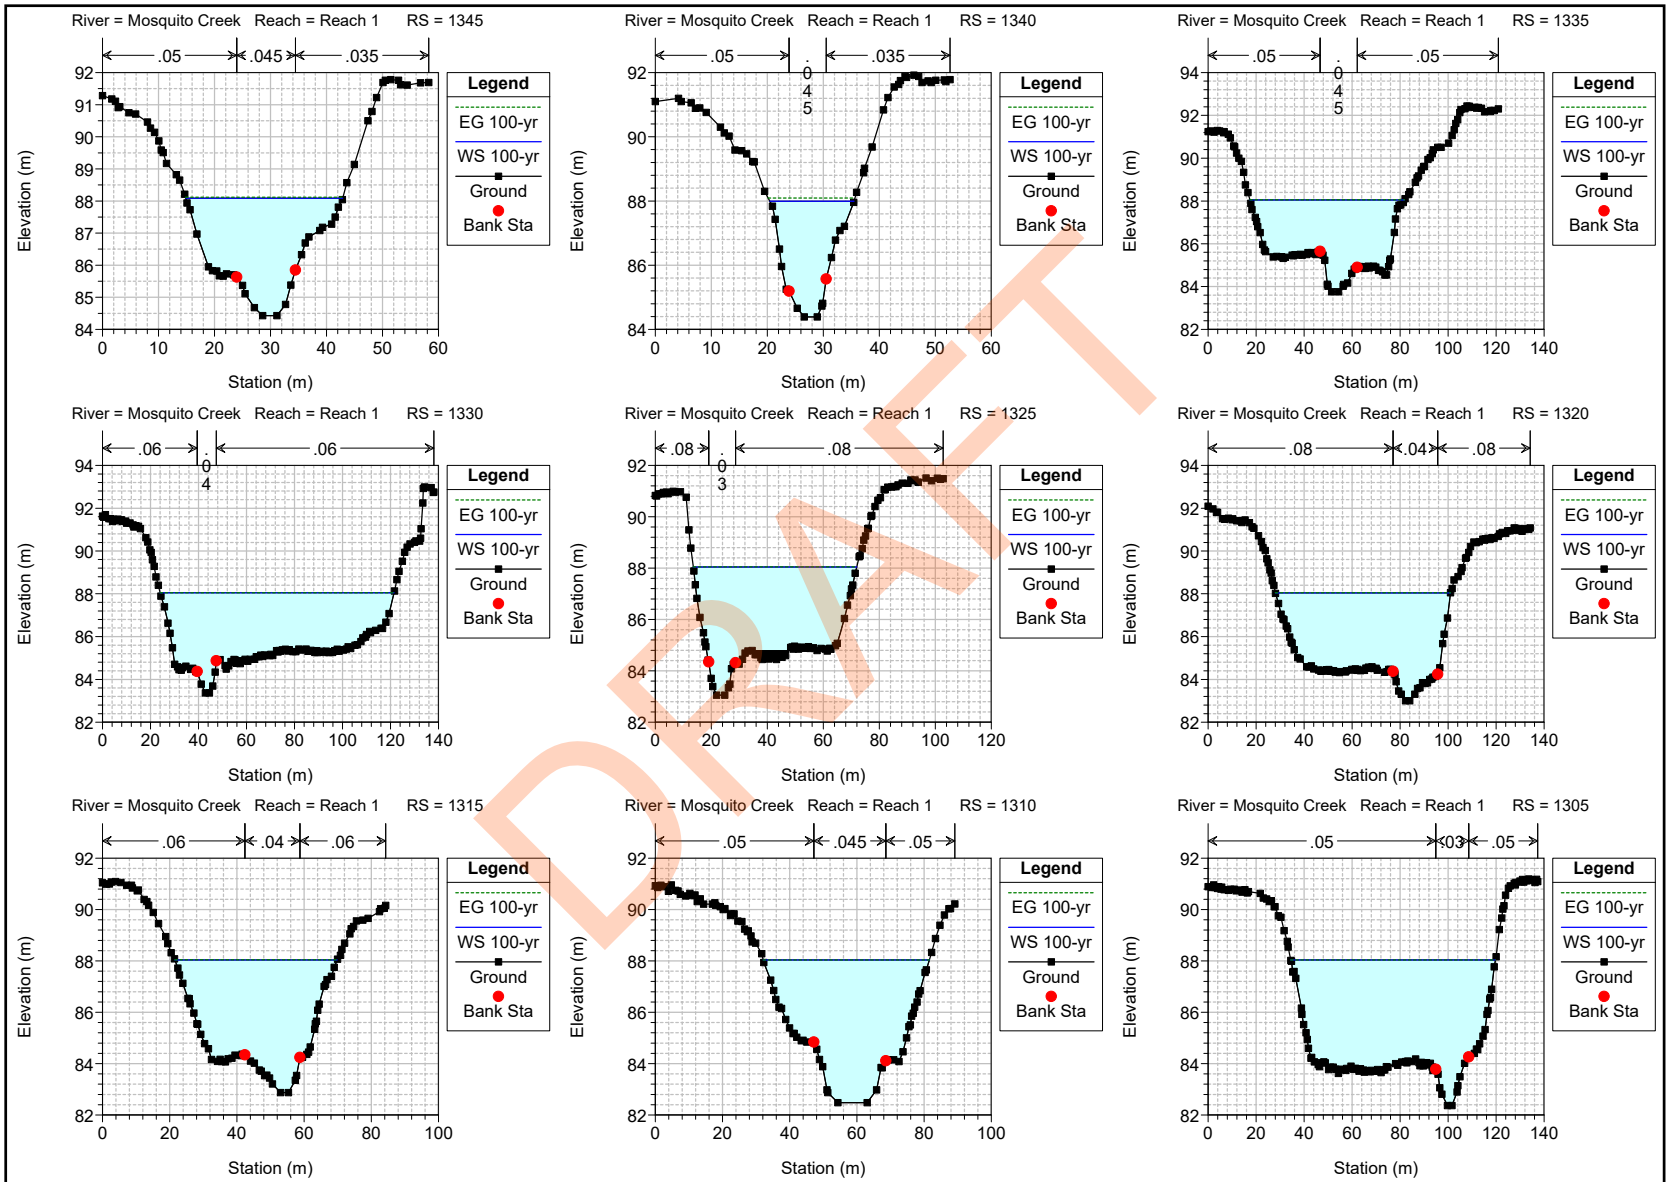 River = Mosquito Creek Reach = Reach 1 RS = 1345
.05 .045 .035
92
91
90
89
88
87
86
85
84
0 10 20 30 40 50 60
Elevation (m)
Station (m)
Legend
EG 100-yr
WS 100-yr
Ground
Bank Sta
River = Mosquito Creek Reach = Reach 1 RS = 1340
.05 .045 .035
92
90
88
86
84
0 10 20 30 40 50 60
Elevation (m)
Station (m)
Legend
EG 100-yr
WS 100-yr
Ground
Bank Sta
River = Mosquito Creek Reach = Reach 1 RS = 1335
.05 .045 .05
94
92
90
88
86
84
82
0 20 40 60 80 100 120 140
Elevation (m)
Station (m)
Legend
EG 100-yr
WS 100-yr
Ground
Bank Sta
River = Mosquito Creek Reach = Reach 1 RS = 1330
.06 .04 .06
94
92
90
88
86
84
82
0 20 40 60 80 100 120 140
Elevation (m)
Station (m)
Legend
EG 100-yr
WS 100-yr
Ground
Bank Sta
River = Mosquito Creek Reach = Reach 1 RS = 1325
.08 .03 .08
92
90
88
86
84
82
0 20 40 60 80 100 120
Elevation (m)
Station (m)
Legend
EG 100-yr
WS 100-yr
Ground
Bank Sta
River = Mosquito Creek Reach = Reach 1 RS = 1320
.08 .04 .08
94
92
90
88
86
84
82
0 20 40 60 80 100 120 140
Elevation (m)
Station (m)
Legend
EG 100-yr
WS 100-yr
Ground
Bank Sta
River = Mosquito Creek Reach = Reach 1 RS = 1315
.06 .04 .06
92
90
88
86
84
82
0 20 40 60 80 100
Elevation (m)
Station (m)
Legend
EG 100-yr
WS 100-yr
Ground
Bank Sta
River = Mosquito Creek Reach = Reach 1 RS = 1310
.05 .045 .05
92
90
88
86
84
82
0 20 40 60 80 100
Elevation (m)
Station (m)
Legend
EG 100-yr
WS 100-yr
Ground
Bank Sta
River = Mosquito Creek Reach = Reach 1 RS = 1305
.05 .03 .05
92
90
88
86
84
82
0 20 40 60 80 100 120 140
Elevation (m)
Station (m)
Legend
EG 100-yr
WS 100-yr
Ground
Bank Sta
DRAFT